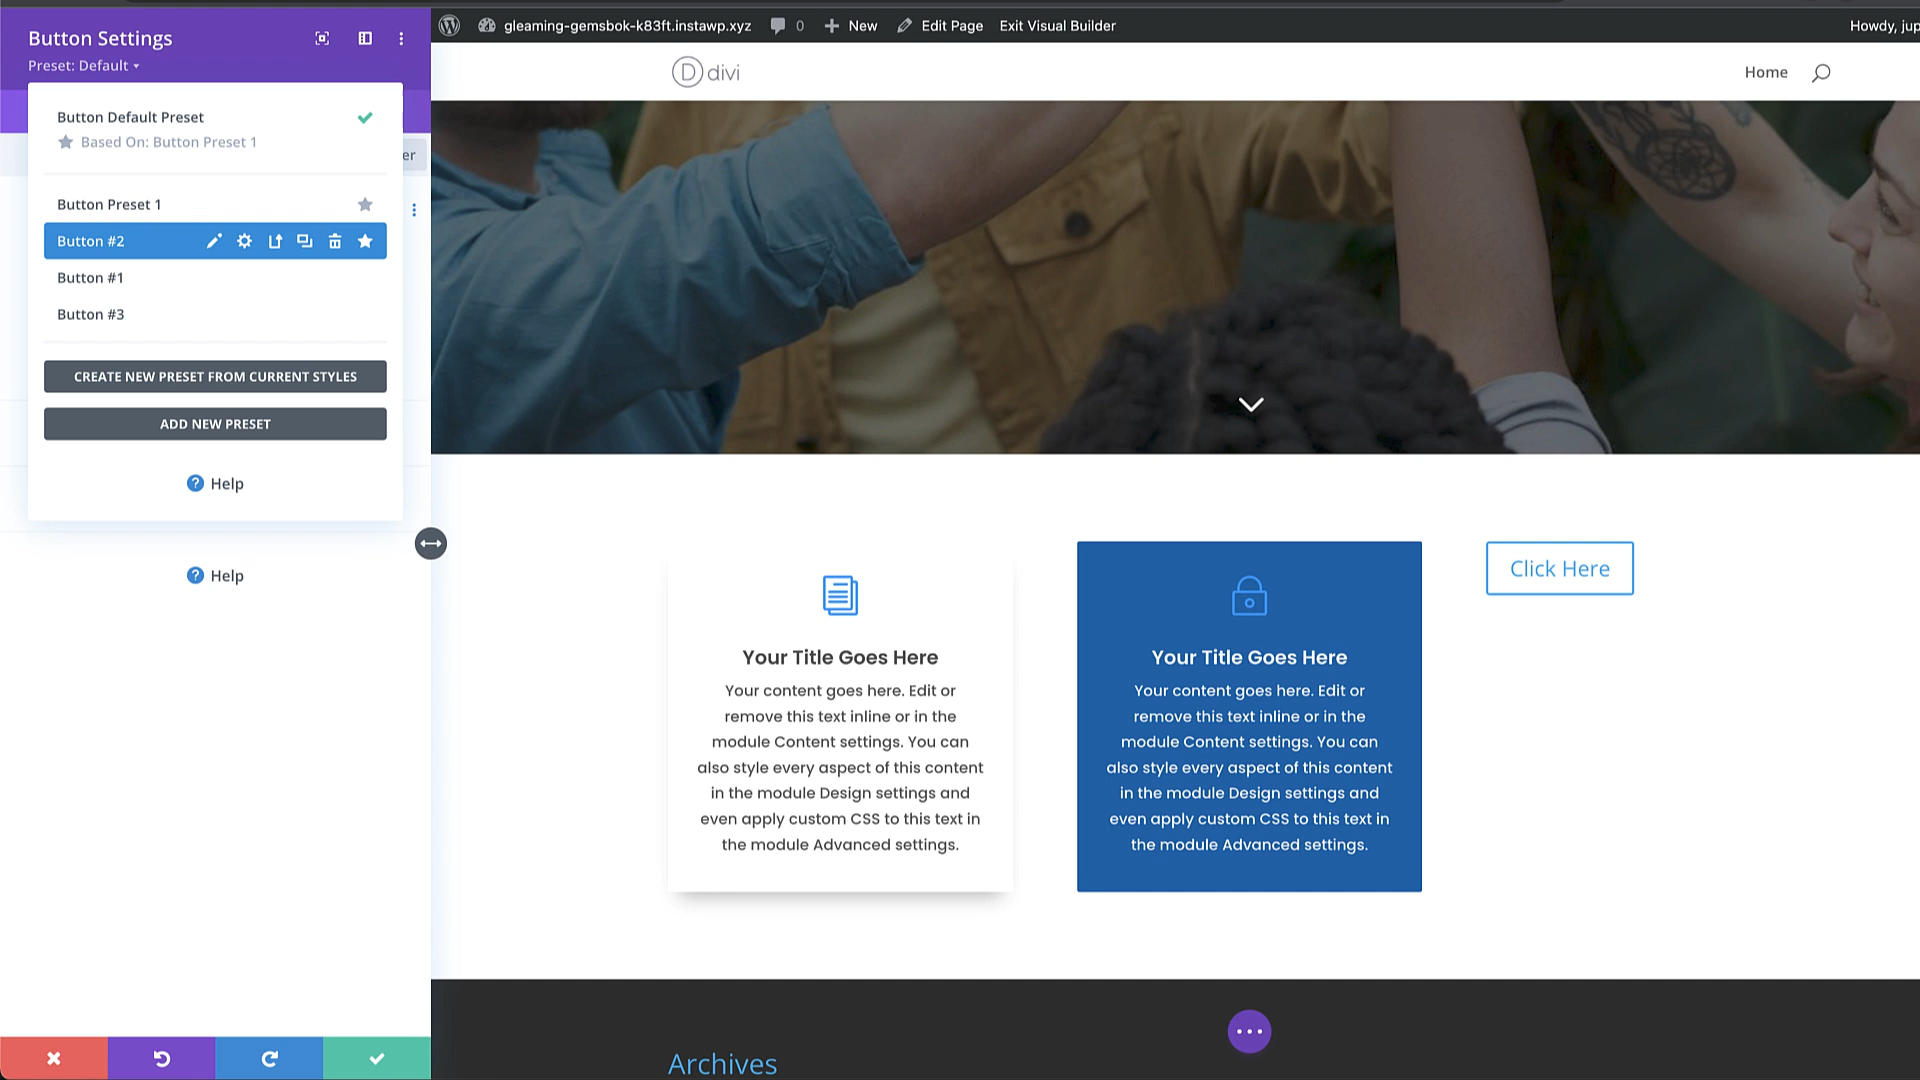 Button Settings
Preset: Default
Button Default Preset
Based On: Button Preset 1
er
Button Preset 1
Button #2
Button #1
Button #3
CREATE NEW PRESET FROM CURRENT STYLES
ADD NEW PRESET
? Help
? Help
gleaming-gemsbok-k83ft.instawp.xyz
0
New
Edit Page
Exit Visual Builder
Howdy, jup
D divi
Home
Your Title Goes Here
Your content goes here. Edit or
remove this text inline or in the
module Content settings. You can
also style every aspect of this content
in the module Design settings and
even apply custom CSS to this text in
the module Advanced settings.
Your Title Goes Here
Your content goes here. Edit or
remove this text inline or in the
module Content settings. You can
also style every aspect of this content
in the module Design settings and
even apply custom CSS to this text in
the module Advanced settings.
Click Here
Archives